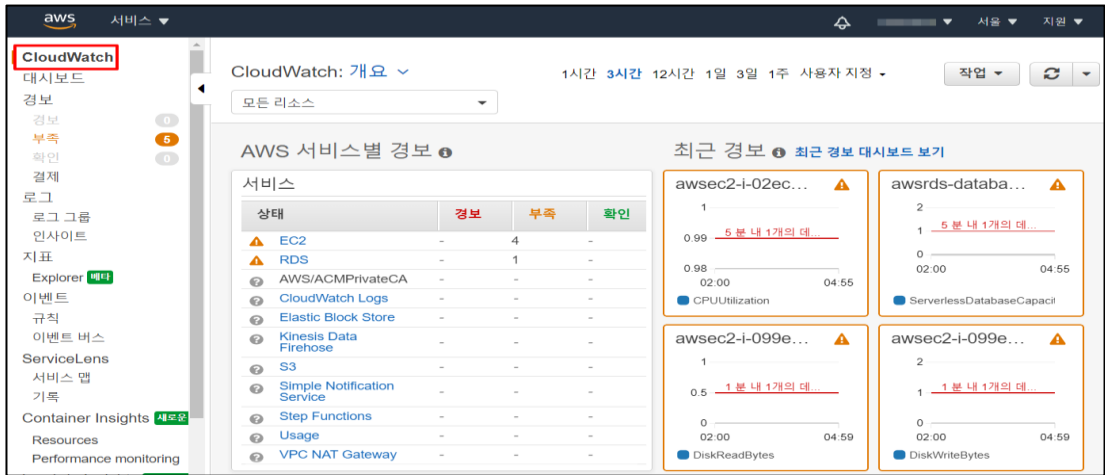 aws 서비스 서울 지원
CloudWatch
대시보드
경보
경보 0
부족 5
확인 0
결제
로그
로그 그룹
인사이트
지표
Explorer 베타
이벤트
규칙
이벤트 버스
ServiceLens
서비스 맵
기록
Container Insights 새로운
Resources
Performance monitoring
CloudWatch: 개요
1시간 3시간 12시간 1일 3일 1주 사용자 지정
작업
모든 리소스
AWS 서비스별 경보
서비스
상태 경보 부족 확인
EC2 - 4 -
RDS - 1 -
AWS/ACMPrivateCA - - -
CloudWatch Logs - - -
Elastic Block Store - - -
Kinesis Data
Firehose - - -
S3 - - -
Simple Notification
Service - - -
Step Functions - - -
Usage - - -
VPC NAT Gateway - - -
최근 경보 최근 경보 대시보드 보기
awsec2-i-02ec...
1
5 분 내 1개의 데...
0.99
0.98
02:00 04:55
CPUUtilization
awsrds-databa...
2
5 분 내 1개의 데...
1
0
02:00 04:55
ServerlessDatabaseCapacit
awsec2-i-099e...
1
1 분 내 1개의 데...
0.5
0
02:00 04:59
DiskReadBytes
awsec2-i-099e...
2
1 분 내 1개의 데...
1
0
02:00 04:59
DiskWriteBytes